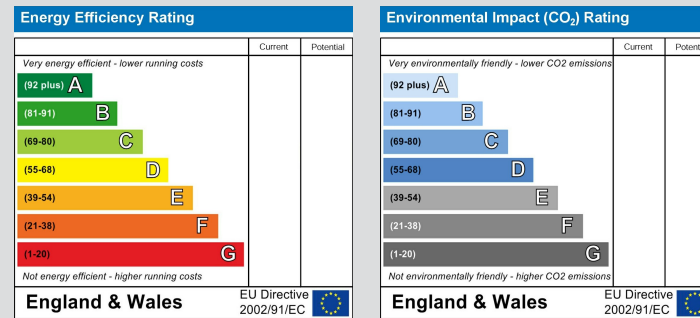 Energy Efficiency Rating
Current Potential
Very energy efficient - lower running costs
(92 plus) A
(81-91) B
(69-80) C
(55-68) D
(39-54) E
(21-38) F
(1-20) G
Not energy efficient - higher running costs
England & Wales
EU Directive
2002/91/EC
Environmental Impact (CO₂) Rating
Current Potent
Very environmentally friendly - lower CO2 emissions
(92 plus) A
(81-91) B
(69-80) C
(55-68) D
(39-54) E
(21-38) F
(1-20) G
Not environmentally friendly - higher CO2 emissions
England & Wales
EU Directive
2002/91/EC